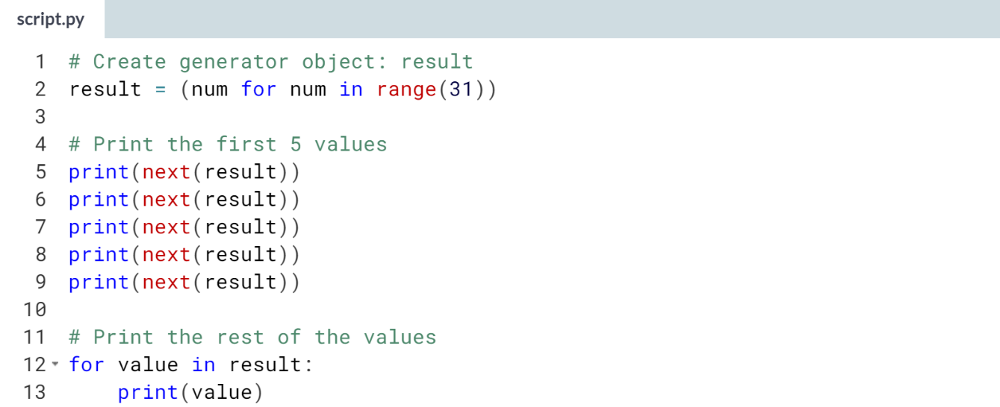 script.py
1 # Create generator object: result
2 result = (num for num in range(31))
3
4 # Print the first 5 values
5 print(next(result))
6 print(next(result))
7 print(next(result))
8 print(next(result))
9 print(next(result))
10
11 # Print the rest of the values
12 for value in result:
13     print(value)